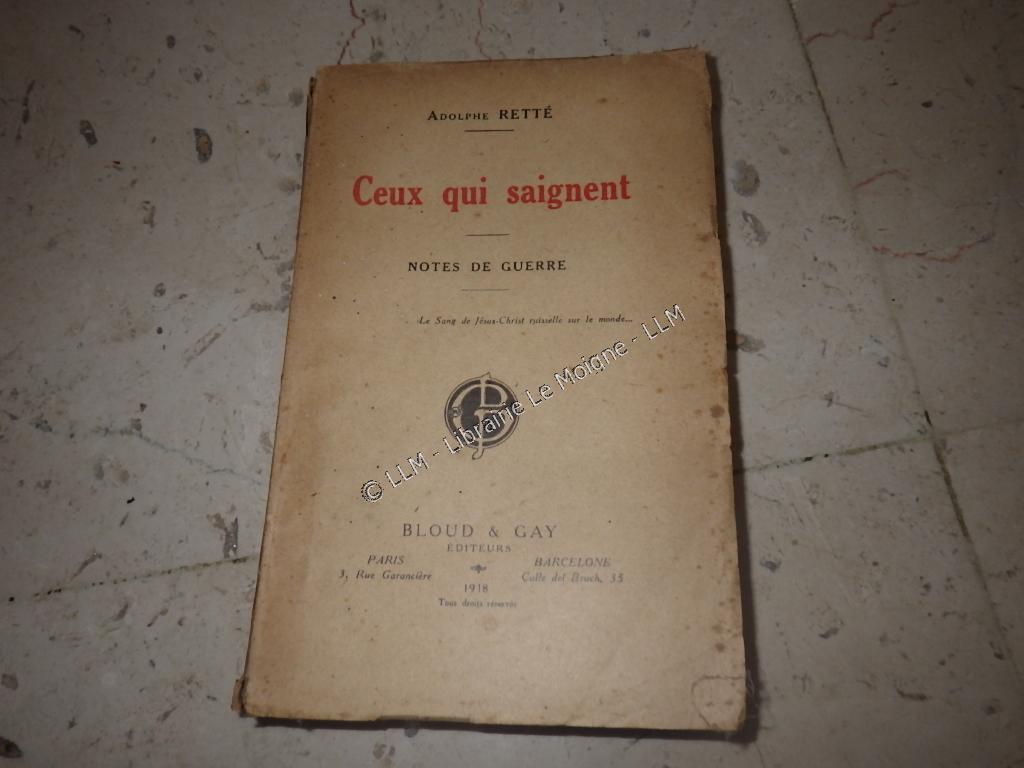 Adolphe RETTÉ
Ceux qui saignent
NOTES DE GUERRE
Le Sang de Jésus-Christ ruisselle sur le monde...
© LLM - Librairie Le Moigne - LLM
BLOUD & GAY
ÉDITEURS
PARIS BARCELONE
3, Rue Garancière Calle del Bruch, 35
1918
Tous droits réservés